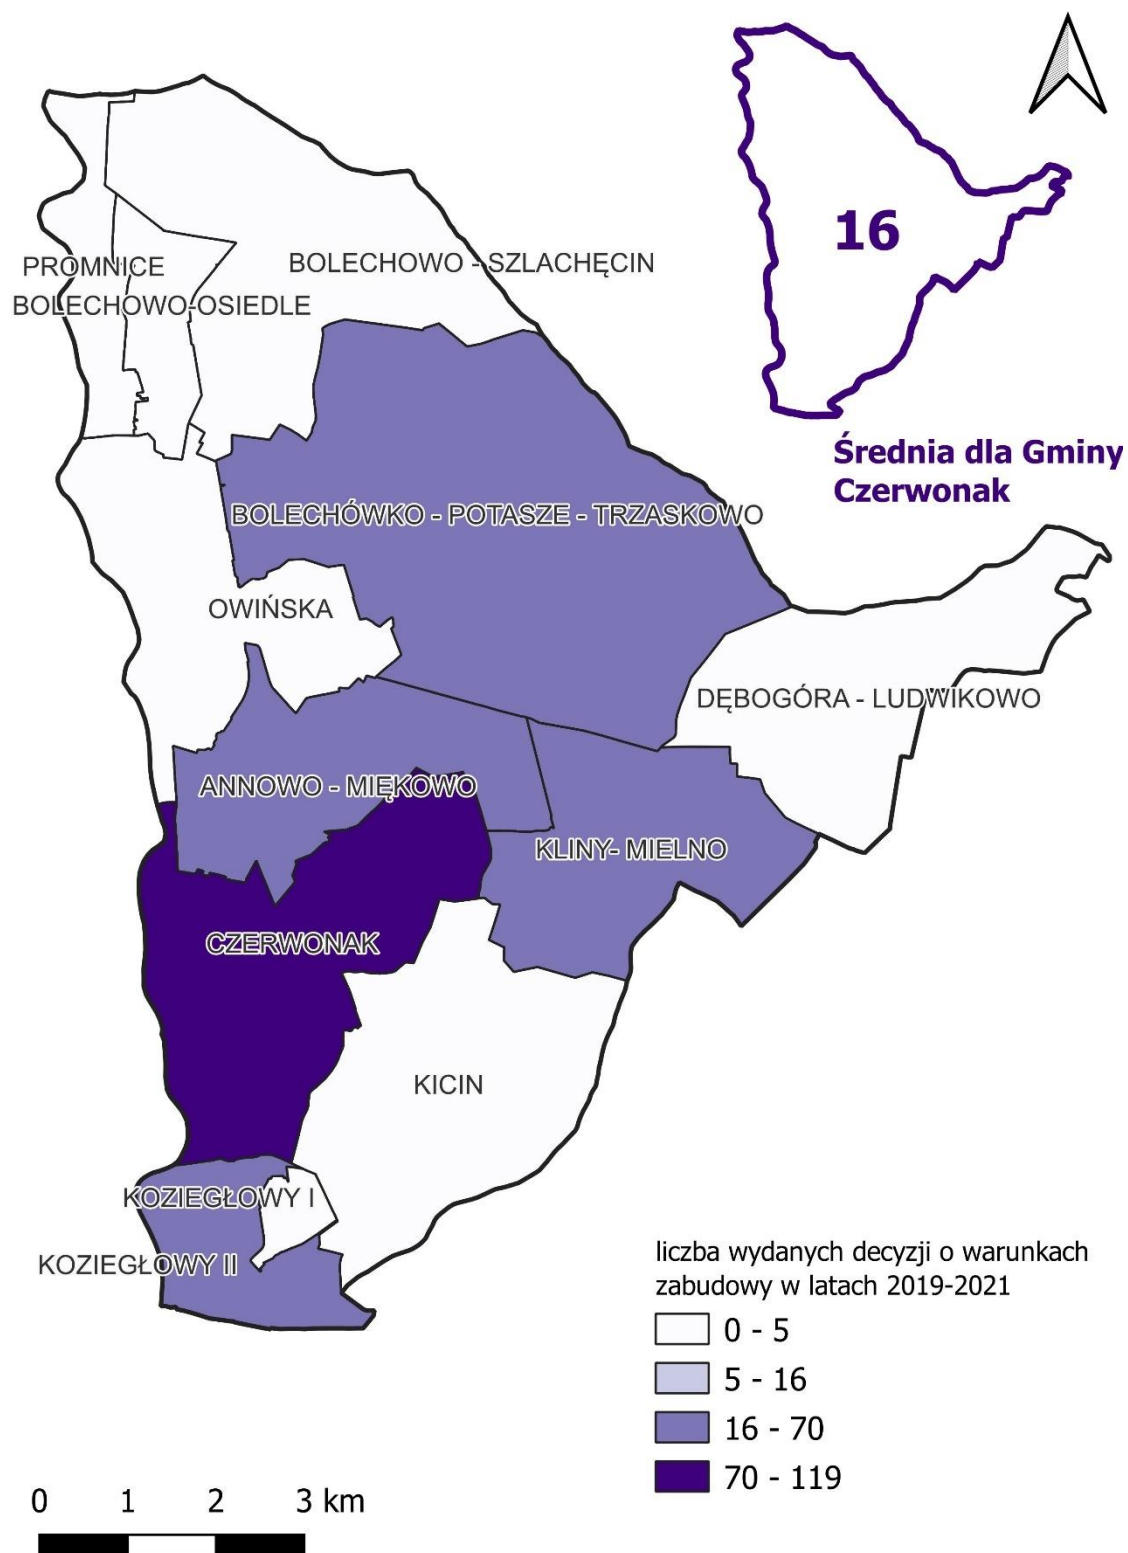 16
Średnia dla Gminy
Czerwonak
PROMNICE
BOLECHOWO - SZLACHĘCIN
BOLECHOWO-OSIEDLE
BOLECHÓWKO - POTASZE - TRZASKOWO
OWIŃSKA
DĘBOGÓRA - LUDWIKOWO
ANNOWO - MIĘKOWO
KLINY- MIELNO
CZERWONAK
KICIN
KOZIEGŁOWY I
KOZIEGŁOWY II
liczba wydanych decyzji o warunkach
zabudowy w latach 2019-2021
0 - 5
5 - 16
16 - 70
70 - 119
0 1 2 3 km